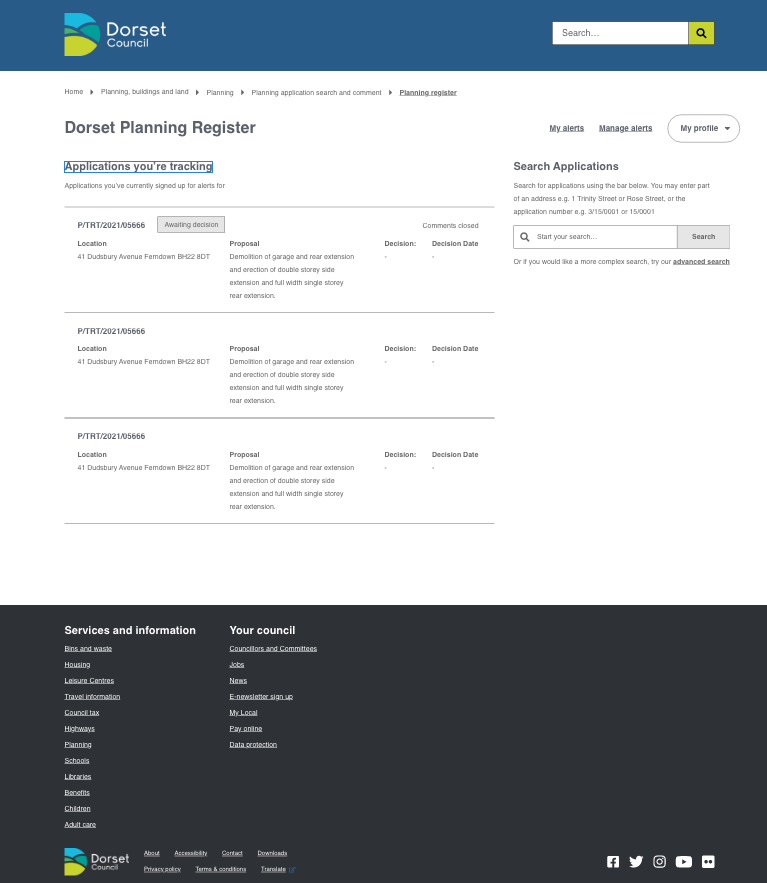 Dorset
Council
Search...
Home
Planning, buildings and land
Planning
Planning application search and comment
Planning register
Dorset Planning Register
My alerts
Manage alerts
My profile
Applications you're tracking
Applications you've currently signed up for alerts for
P/TRT/2021/05666
Awaiting decision
Comments closed
Location
Proposal
Decision:
Decision Date
41 Dudsbury Avenue Ferndown BH22 8DT
Demolition of garage and rear extension
and erection of double storey side
extension and full width single storey
rear extension.
-
-
P/TRT/2021/05666
Location
Proposal
Decision:
Decision Date
41 Dudsbury Avenue Ferndown BH22 8DT
Demolition of garage and rear extension
and erection of double storey side
extension and full width single storey
rear extension.
-
-
P/TRT/2021/05666
Location
Proposal
Decision:
Decision Date
41 Dudsbury Avenue Ferndown BH22 8DT
Demolition of garage and rear extension
and erection of double storey side
extension and full width single storey
rear extension.
-
-
Search Applications
Search for applications using the bar below. You may enter part
of an address e.g. 1 Trinity Street or Rose Street, or the
application number e.g. 3/15/0001 or 15/0001
Start your search...
Search
Or if you would like a more complex search, try our advanced search
Services and information
Bins and waste
Housing
Leisure Centres
Travel information
Council tax
Highways
Planning
Schools
Libraries
Benefits
Children
Adult care
Your council
Councillors and Committees
Jobs
News
E-newsletter sign up
My Local
Pay online
Data protection
Dorset
Council
About
Accessibility
Contact
Downloads
Privacy policy
Terms & conditions
Translate